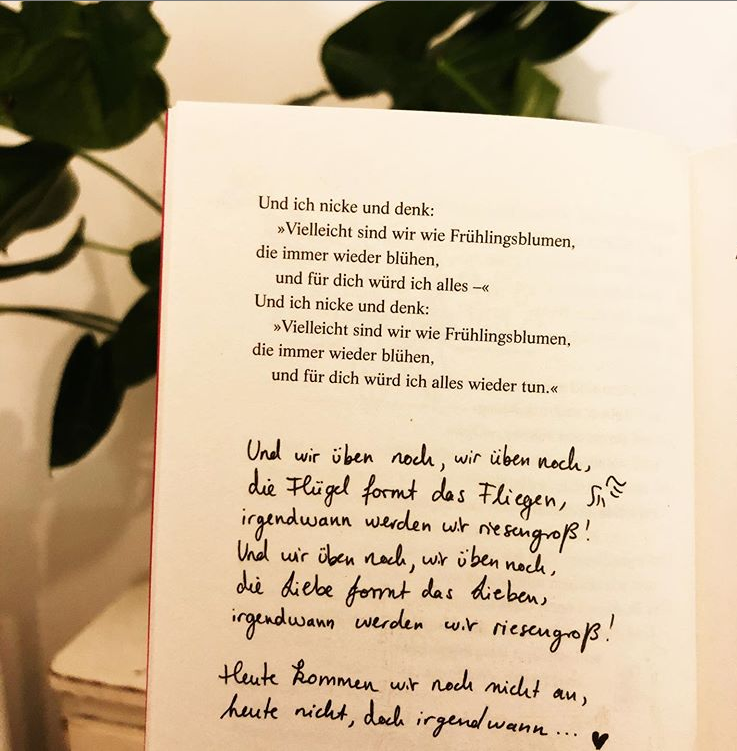 Und ich nicke und denk:
»Vielleicht sind wir wie Frühlingsblumen,
die immer wieder blühen,
und für dich würd ich alles –«
Und ich nicke und denk:
»Vielleicht sind wir wie Frühlingsblumen,
die immer wieder blühen,
und für dich würd ich alles wieder tun.«
Und wir üben noch, wir üben noch,
die Flügel formt das Fliegen,
irgendwann werden wir riesengroß!
Und wir üben noch, wir üben noch,
die Liebe formt das Lieben,
irgendwann werden wir riesengroß!
Heute kommen wir noch nicht an,
heute nicht, doch irgendwann... ♥